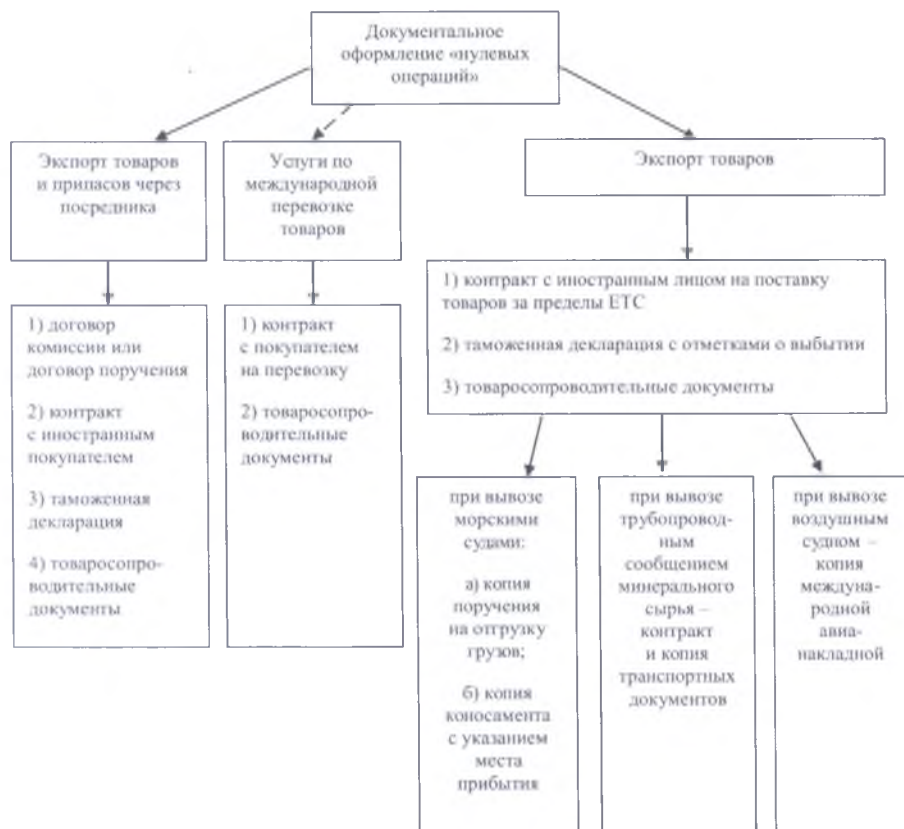 Документальное
оформление «нулевых
операций»
Экспорт товаров
и припасов через
посредника
Услуги по
международной
перевозке
товаров
Экспорт товаров
1) договор
комиссии или
договор поручения
2) контракт
с иностранным
покупателем
3) таможенная
декларация
4) товаросопро-
водительные
документы
1) контракт
с покупателем
на перевозку
2) товаросопро-
водительные
документы
1) контракт с иностранным лицом на поставку
товаров за пределы ЕТС
2) таможенная декларация с отметками о выбытии
3) товаросопроводительные документы
при вывозе
морскими
судами:
а) копия
поручения
на отгрузку
грузов;
б) копия
коносамента
с указанием
места
прибытия
при вывозе
трубопровод-
ным
сообщением
минерального
сырья –
контракт
и копия
транспортных
документов
при вывозе
воздушным
судном –
копия
междуна-
родной
авиа-
накладной